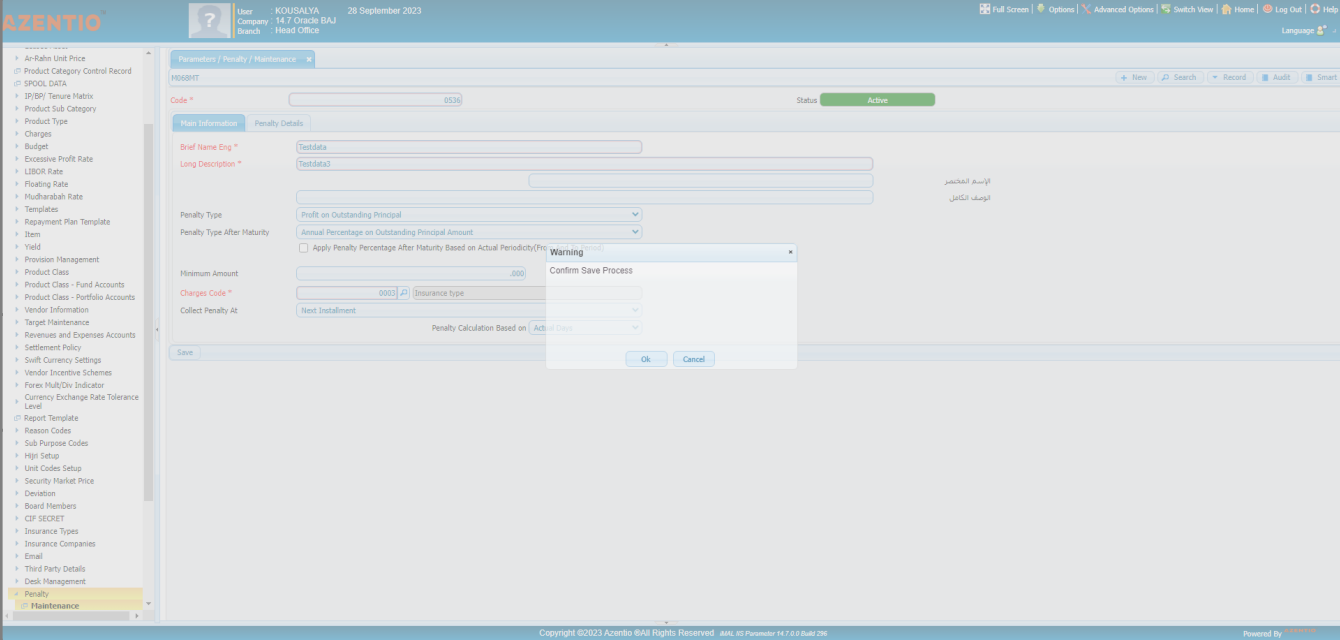 AZENTIO
?
User : KOUSALYA 28 September 2023
Company : 14.7 Oracle BAJ
Branch : Head Office
Full Screen | Options | Advanced Options | Switch View | Home | Log Out | Help
Language
Ar-Rahn Unit Price
Product Category Control Record
SPOOL DATA
IP/BP/ Tenure Matrix
Product Sub Category
Product Type
Charges
Budget
Excessive Profit Rate
LIBOR Rate
Floating Rate
Mudharabah Rate
Templates
Repayment Plan Template
Item
Yield
Provision Management
Product Class
Product Class - Fund Accounts
Product Class - Portfolio Accounts
Vendor Information
Target Maintenance
Revenues and Expenses Accounts
Settlement Policy
Swift Currency Settings
Vendor Incentive Schemes
Forex Mult/Div Indicator
Currency Exchange Rate Tolerance
Level
Report Template
Reason Codes
Sub Purpose Codes
Hijri Setup
Unit Codes Setup
Security Market Price
Deviation
Board Members
CIF SECRET
Insurance Types
Insurance Companies
Email
Third Party Details
Desk Management
Penalty
Maintenance
Parameters / Penalty / Maintenance x
M068MT
+ New Search Record Audit Smart
Code * 0536 Status Active
Main Information Penalty Details
Brief Name Eng * Testdata
Long Description * Testdata3
الإسم المختصر
الوصف الكامل
Penalty Type Profit on Outstanding Principal
Penalty Type After Maturity Annual Percentage on Outstanding Principal Amount
Apply Penalty Percentage After Maturity Based on Actual Periodicity(From
Minimum Amount .000
Charges Code * 0003 Insurance type
Collect Penalty At Next Installment
Penalty Calculation Based on Actual Days
Save
Warning x
Confirm Save Process
Ok Cancel
Copyright ©2023 Azentio ®All Rights Reserved iMAL IIS Parameter 14.7.0.0 Build 296
Powered By